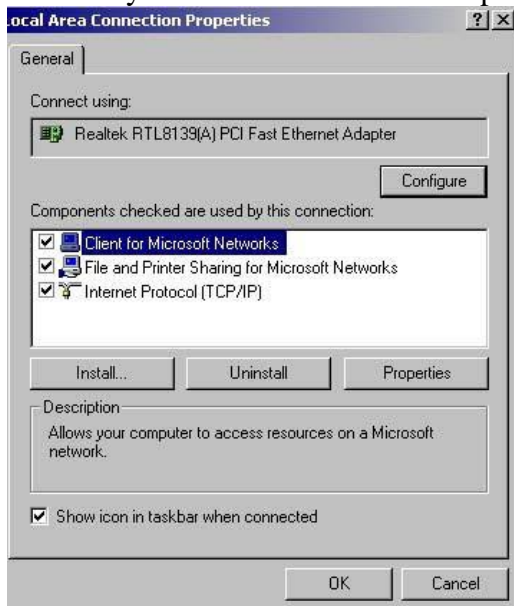 ocal Area Connection Properties
General
Connect using:
Realtek RTL8139(A) PCI Fast Ethernet Adapter
Configure
Components checked are used by this connection:
Client for Microsoft Networks
File and Printer Sharing for Microsoft Networks
Internet Protocol (TCP/IP)
Install... Uninstall Properties
Description
Allows your computer to access resources on a Microsoft
network.
Show icon in taskbar when connected
OK Cancel